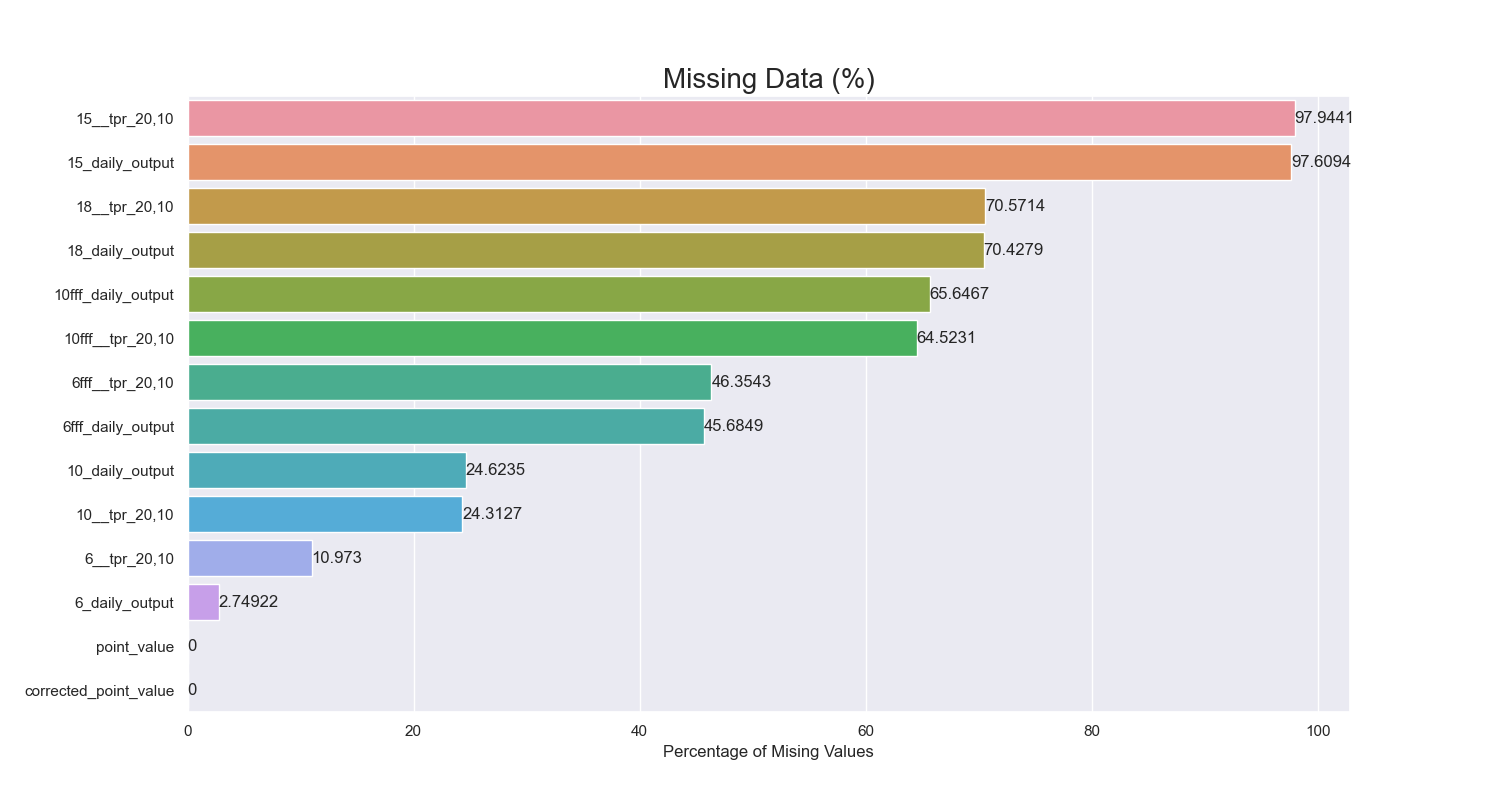 Missing Data (%)
15__tpr_20,10 97.9441
15_daily_output 97.6094
18__tpr_20,10 70.5714
18_daily_output 70.4279
10fff_daily_output 65.6467
10fff__tpr_20,10 64.5231
6fff__tpr_20,10 46.3543
6fff_daily_output 45.6849
10_daily_output 24.6235
10__tpr_20,10 24.3127
6__tpr_20,10 10.973
6_daily_output 2.74922
point_value 0
corrected_point_value 0
0 20 40 60 80 100
Percentage of Mising Values